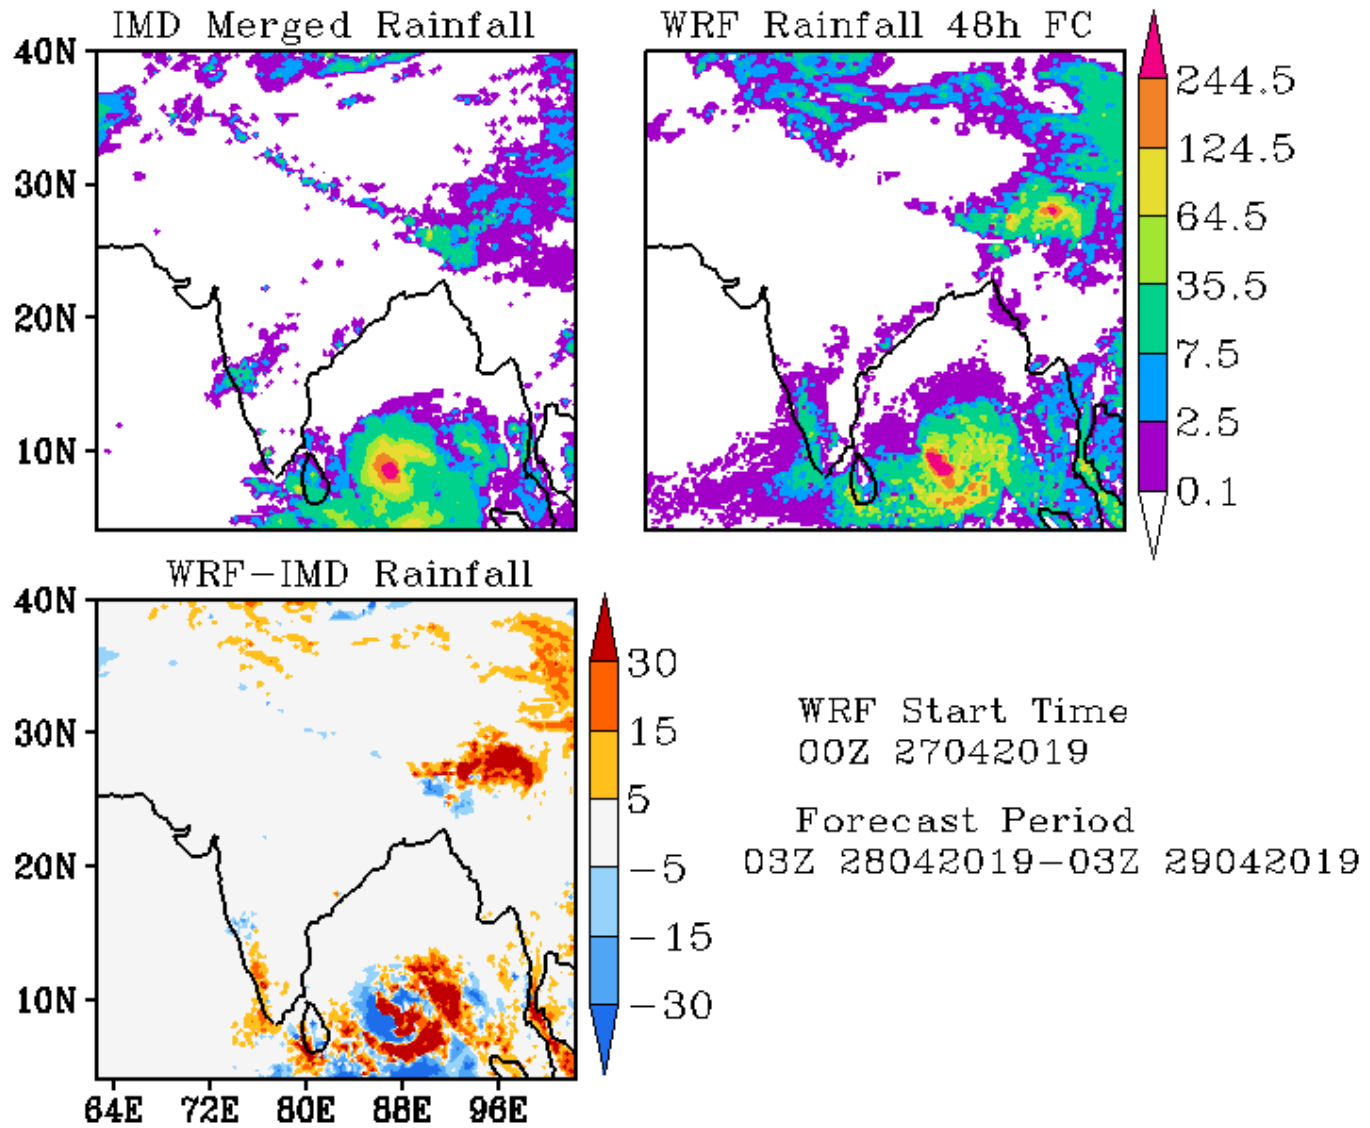 IMD Merged Rainfall
WRF Rainfall 48h FC
40N
30N
20N
10N
244.5
124.5
64.5
35.5
7.5
2.5
0.1
WRF-IMD Rainfall
40N
30N
20N
10N
64E 72E 80E 88E 96E
30
15
5
-5
-15
-30
WRF Start Time
00Z 27042019
Forecast Period
03Z 28042019-03Z 29042019